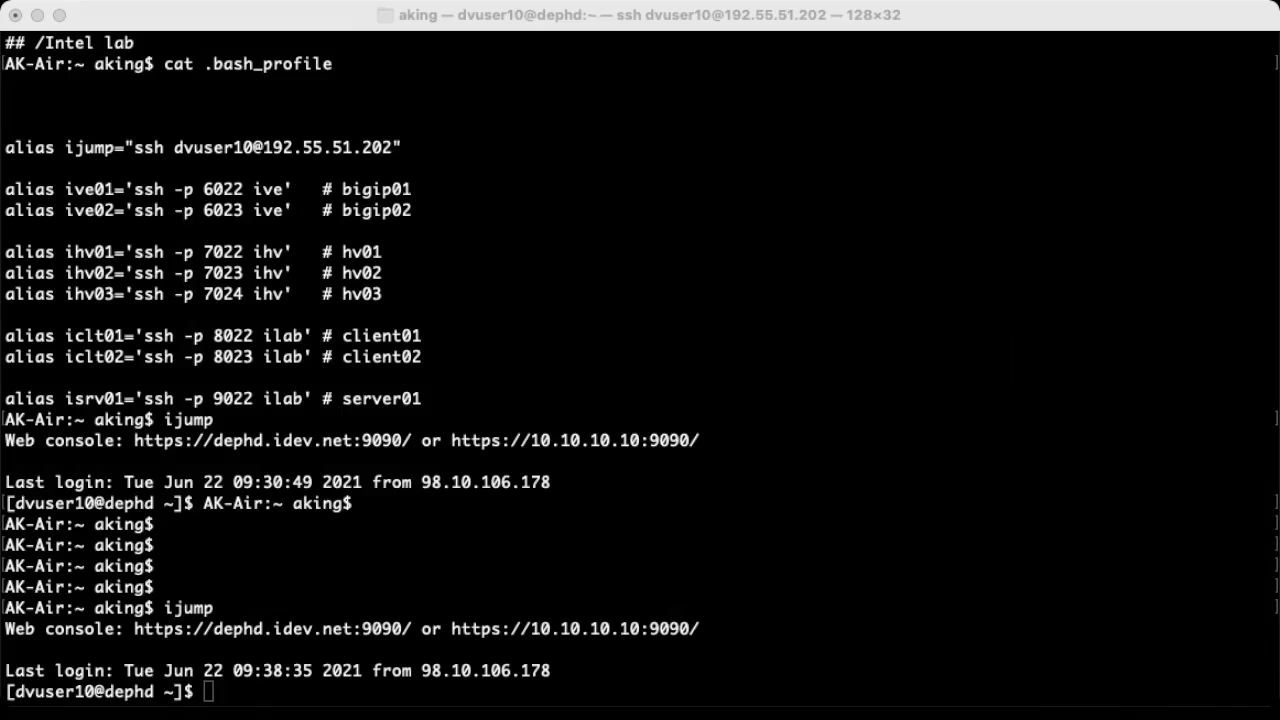 aking — dvuser10@dephd:~ — ssh dvuser10@192.55.51.202 — 128×32
## /Intel lab
[AK-Air:~ aking$ cat .bash_profile ]
alias ijump="ssh dvuser10@192.55.51.202"
alias ive01='ssh -p 6022 ive'   # bigip01
alias ive02='ssh -p 6023 ive'   # bigip02
alias ihv01='ssh -p 7022 ihv'   # hv01
alias ihv02='ssh -p 7023 ihv'   # hv02
alias ihv03='ssh -p 7024 ihv'   # hv03
alias iclt01='ssh -p 8022 ilab' # client01
alias iclt02='ssh -p 8023 ilab' # client02
alias isrv01='ssh -p 9022 ilab' # server01
[AK-Air:~ aking$ ijump ]
Web console: https://dephd.idev.net:9090/ or https://10.10.10.10:9090/
Last login: Tue Jun 22 09:30:49 2021 from 98.10.106.178
[[dvuser10@dephd ~]$ AK-Air:~ aking$ ]
[AK-Air:~ aking$ ]
[AK-Air:~ aking$ ]
[AK-Air:~ aking$ ]
[AK-Air:~ aking$ ]
[AK-Air:~ aking$ ijump ]
Web console: https://dephd.idev.net:9090/ or https://10.10.10.10:9090/
Last login: Tue Jun 22 09:38:35 2021 from 98.10.106.178
[dvuser10@dephd ~]$